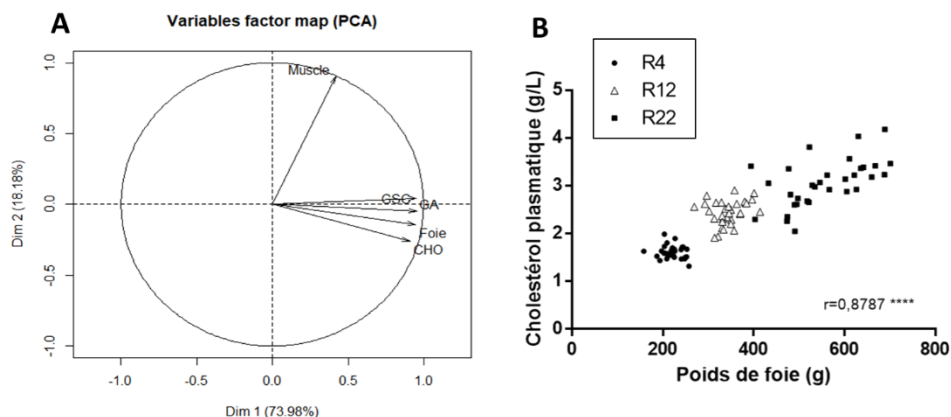 A
Variables factor map (PCA)
Dim 2 (18.18%)
1.0
0.5
0.0
-0.5
-1.0
Muscle
GSC
GA
Foie
CHO
-1.0
-0.5
0.0
0.5
1.0
Dim 1 (73.98%)
B
R4
R12
R22
Cholestérol plasmatique (g/L)
5
4
3
2
1
0
r=0,8787 ****
0
200
400
600
800
Poids de foie (g)